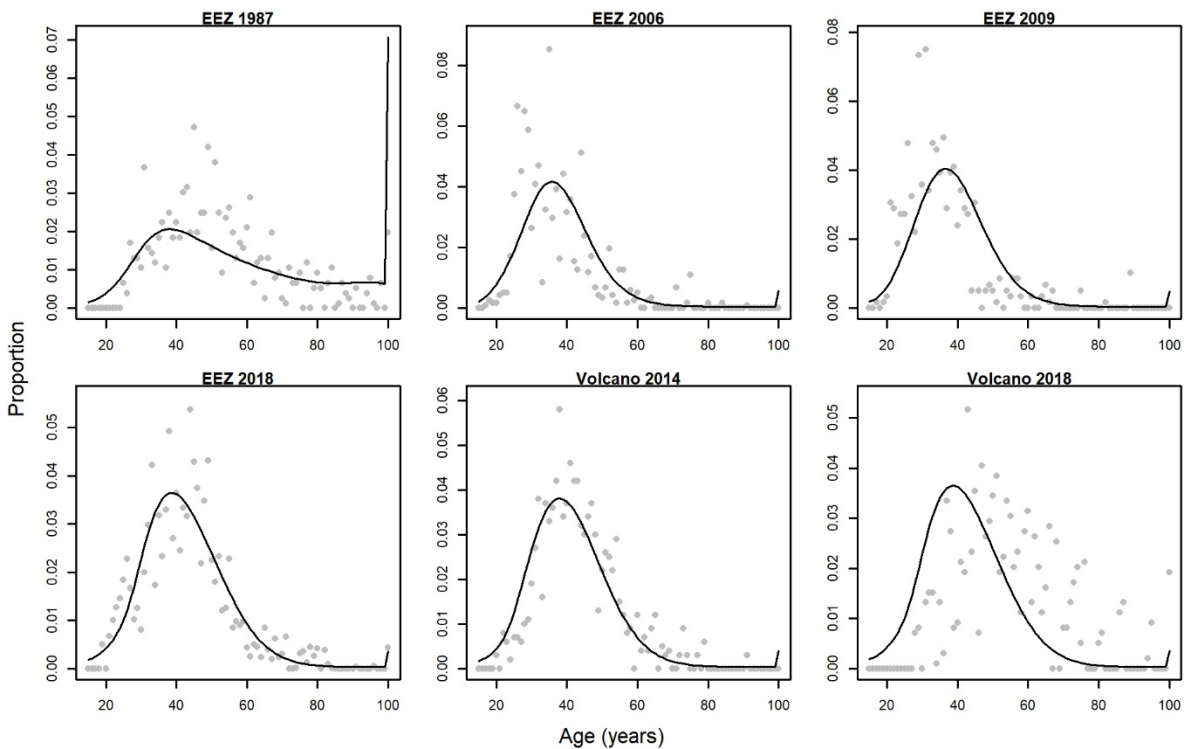 EEZ 1987
EEZ 2006
EEZ 2009
0.00 0.01 0.02 0.03 0.04 0.05 0.06 0.07
0.00 0.02 0.04 0.06 0.08
0.00 0.02 0.04 0.06 0.08
20 40 60 80 100
20 40 60 80 100
20 40 60 80 100
Proportion
EEZ 2018
Volcano 2014
Volcano 2018
0.00 0.01 0.02 0.03 0.04 0.05
0.00 0.01 0.02 0.03 0.04 0.05 0.06
0.00 0.01 0.02 0.03 0.04 0.05
20 40 60 80 100
20 40 60 80 100
20 40 60 80 100
Age (years)